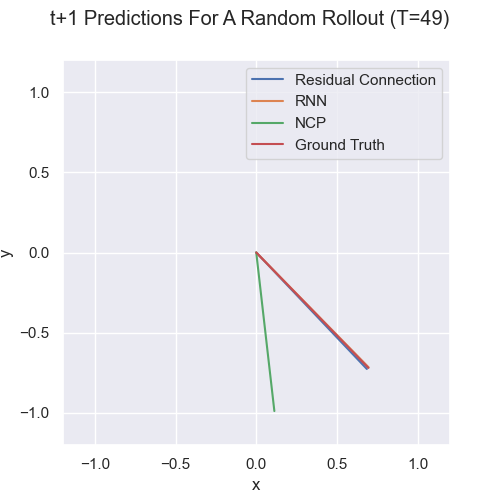 t+1 Predictions For A Random Rollout (T=49)
Residual Connection
RNN
NCP
Ground Truth
1.0
0.5
0.0
−0.5
−1.0
y
−1.0 −0.5 0.0 0.5 1.0
x